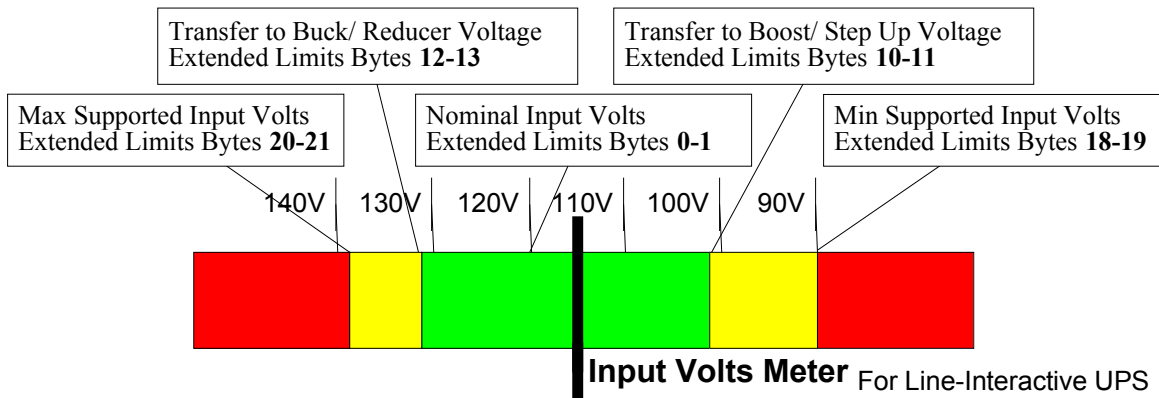 Transfer to Buck/ Reducer Voltage
Extended Limits Bytes 12-13
Transfer to Boost/ Step Up Voltage
Extended Limits Bytes 10-11
Max Supported Input Volts
Extended Limits Bytes 20-21
Nominal Input Volts
Extended Limits Bytes 0-1
Min Supported Input Volts
Extended Limits Bytes 18-19
140V 130V 120V 110V 100V 90V
Input Volts Meter For Line-Interactive UPS